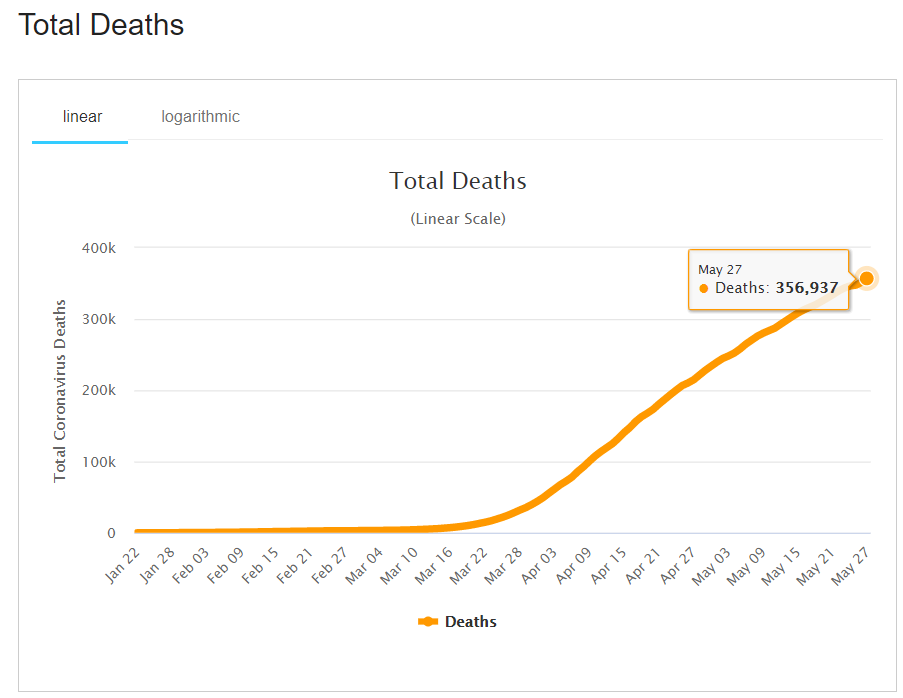 Total Deaths
linear logarithmic
Total Deaths
(Linear Scale)
Total Coronavirus Deaths
400k
300k
200k
100k
0
May 27
Deaths: 356,937
Jan 22 Jan 28 Feb 03 Feb 09 Feb 15 Feb 21 Feb 27 Mar 04 Mar 10 Mar 16 Mar 22 Mar 28 Apr 03 Apr 09 Apr 15 Apr 21 Apr 27 May 03 May 09 May 15 May 21 May 27
Deaths